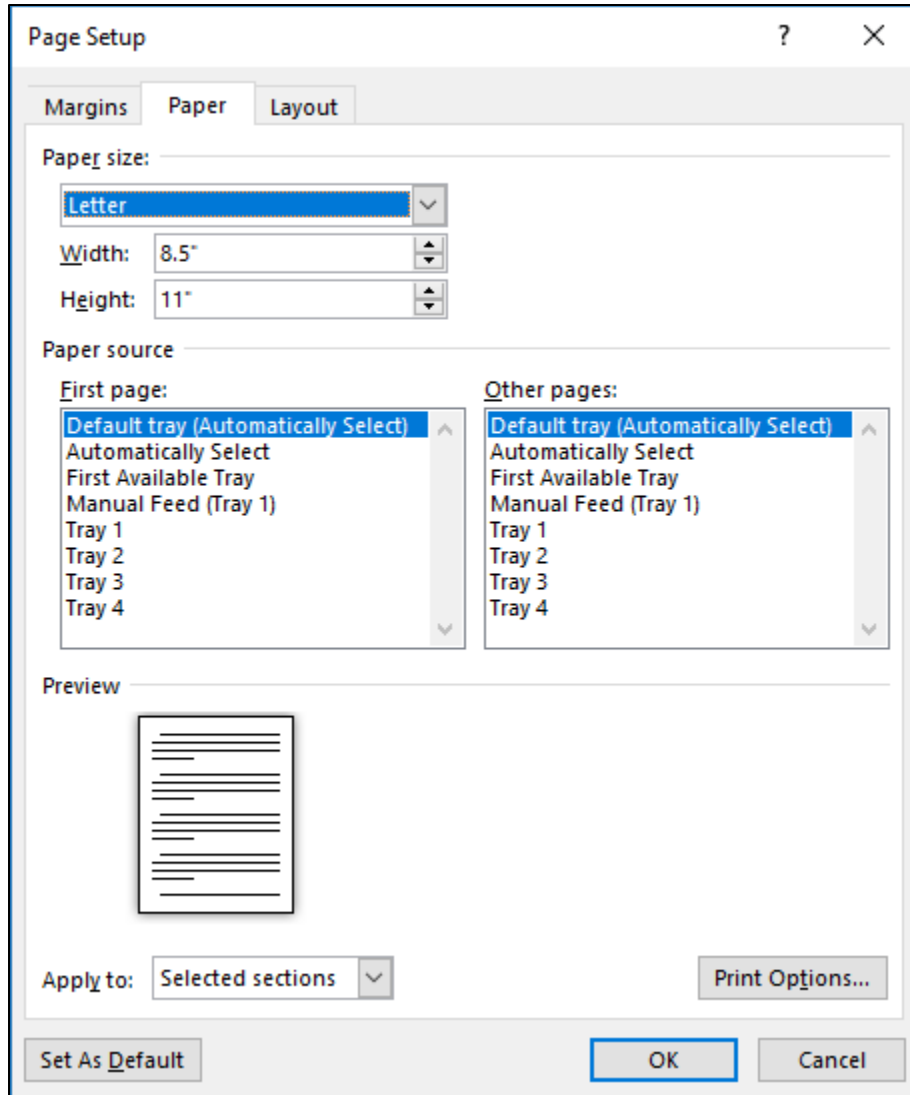 Page Setup ?
Margins Paper Layout
Paper size:
Letter
Width: 8.5"
Height: 11"
Paper source
First page: Other pages:
Default tray (Automatically Select) Default tray (Automatically Select)
Automatically Select Automatically Select
First Available Tray First Available Tray
Manual Feed (Tray 1) Manual Feed (Tray 1)
Tray 1 Tray 1
Tray 2 Tray 2
Tray 3 Tray 3
Tray 4 Tray 4
Preview
Apply to: Selected sections Print Options...
Set As Default OK Cancel